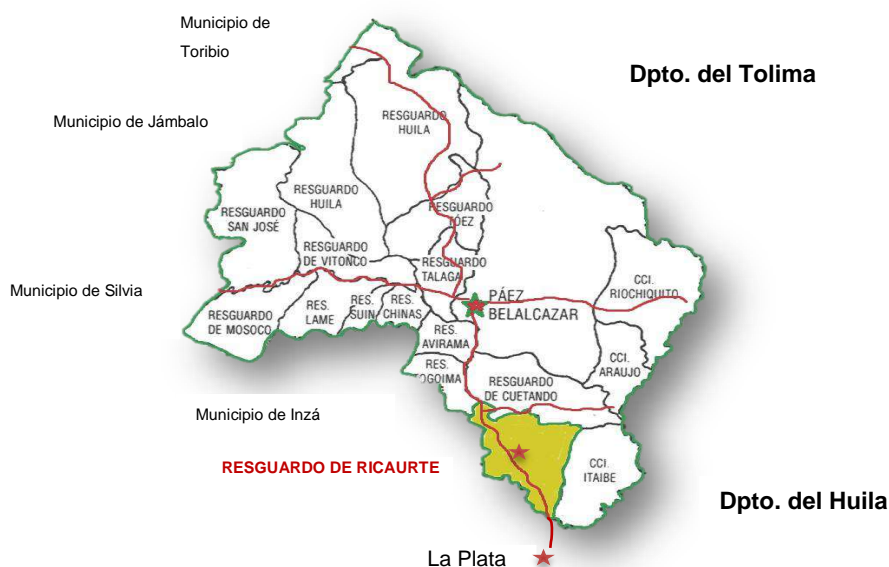 Municipio de
Toribio
Dpto. del Tolima
Municipio de Jámbalo
RESGUARDO
HUILA
RESGUARDO
HUILA
RESGUARDO
SAN JOSÉ
RESGUARDO
TÓEZ
RESGUARDO
DE VITONCO
RESGUARDO
TALAGA
CCI.
RIOCHIQUITO
Municipio de Silvia
PÁEZ
BELALCAZAR
RESGUARDO
DE MOSOCO
RES.
LAME
RES.
SUIN
RES.
CHINAS
RES.
AVIRAMA
CCI.
ARAUJO
RES.
TOGOIMA
RESGUARDO
DE CUETANDO
Municipio de Inzá
RESGUARDO DE RICAURTE
CCI.
ITAIBE
Dpto. del Huila
La Plata